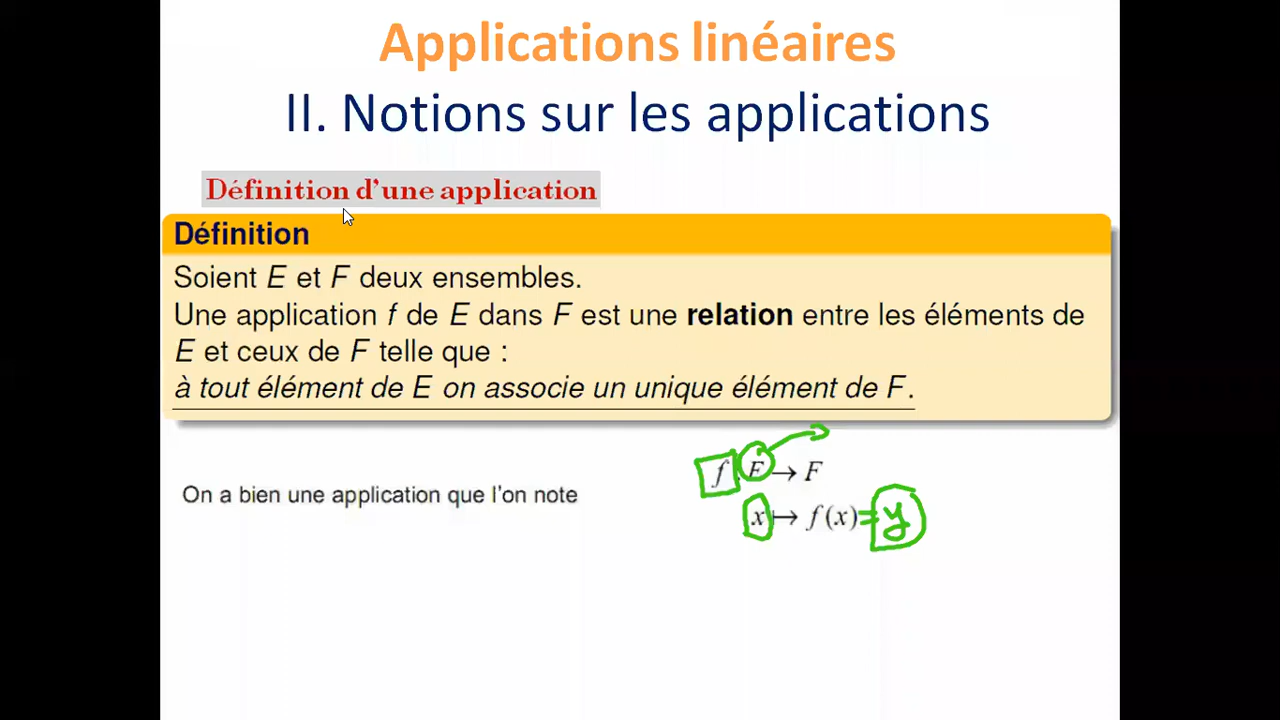 Applications linéaires
II. Notions sur les applications
Définition d'une application
Définition
Soient E et F deux ensembles.
Une application f de E dans F est une relation entre les éléments de
E et ceux de F telle que :
à tout élément de E on associe un unique élément de F.
f : E → F
On a bien une application que l'on note
x ↦ f(x) = y